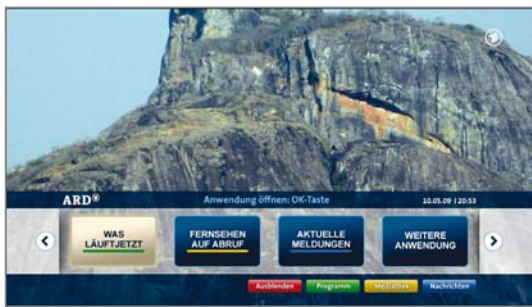 ARD
Anwendung öffnen: OK-Taste
10.05.09 | 20:53
WAS
LÄUFTJETZT
FERNSEHEN
AUF ABRUF
AKTUELLE
MELDUNGEN
WEITERE
ANWENDUNG
Ausblenden
Programm
Mediathek
Nachrichten